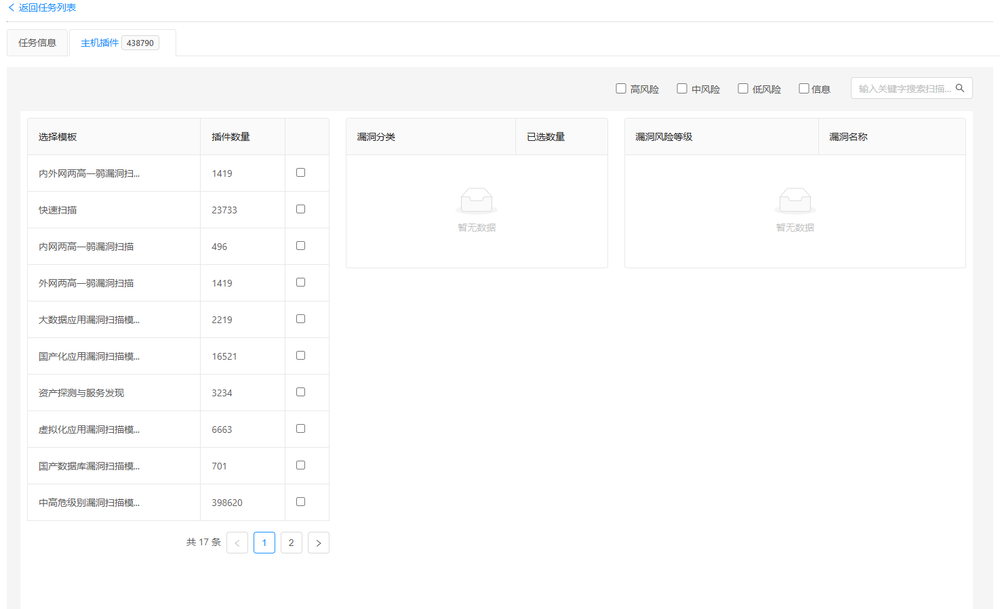 返回任务列表
任务信息 主机插件 438790
高风险 中风险 低风险 信息 输入关键字搜索扫描...
选择模板 插件数量
内外网两高一弱漏洞扫... 1419
快速扫描 23733
内网两高一弱漏洞扫描 496
外网两高一弱漏洞扫描 1419
大数据应用漏洞扫描模... 2219
国产化应用漏洞扫描模... 16521
资产探测与服务发现 3234
虚拟化应用漏洞扫描模... 6663
国产数据库漏洞扫描模... 701
中高危级别漏洞扫描模... 398620
共 17 条 < 1 2 >
漏洞分类 已选数量
暂无数据
漏洞风险等级 漏洞名称
暂无数据